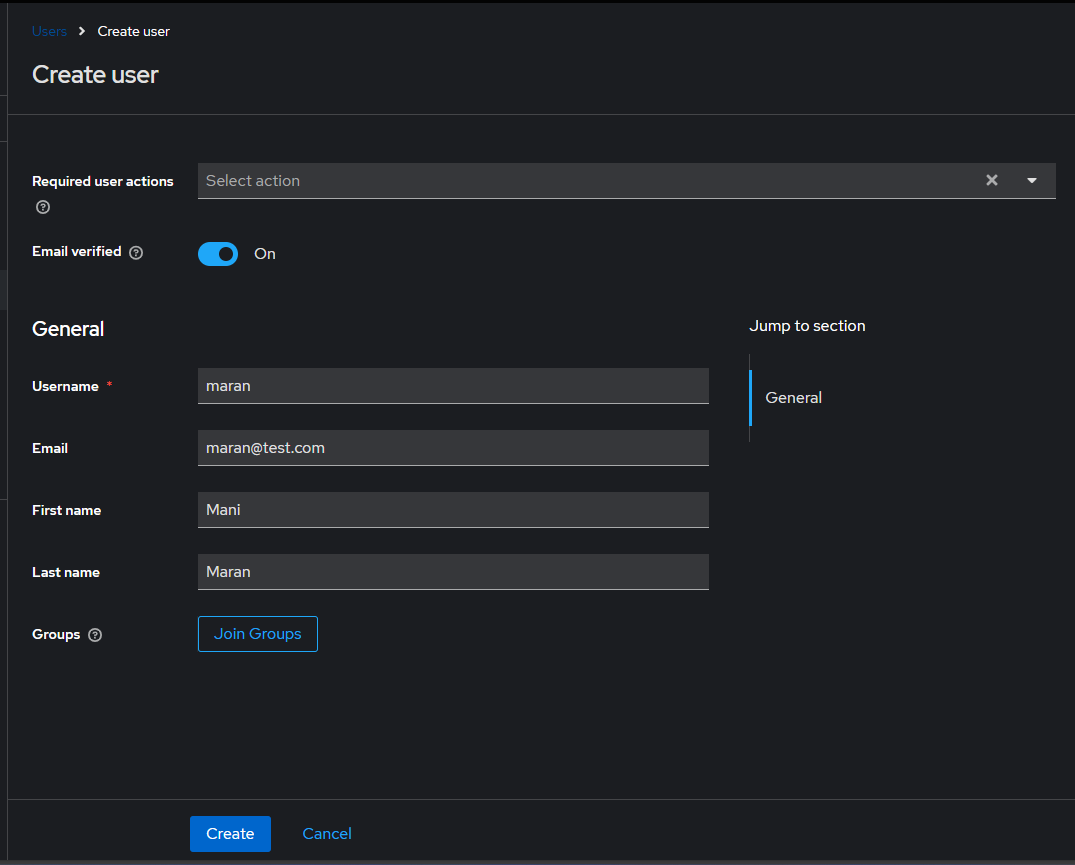 Users > Create user
Create user
Required user actions
Select action
Email verified
On
General
Jump to section
General
Username *
maran
Email
maran@test.com
First name
Mani
Last name
Maran
Groups
Join Groups
Create
Cancel